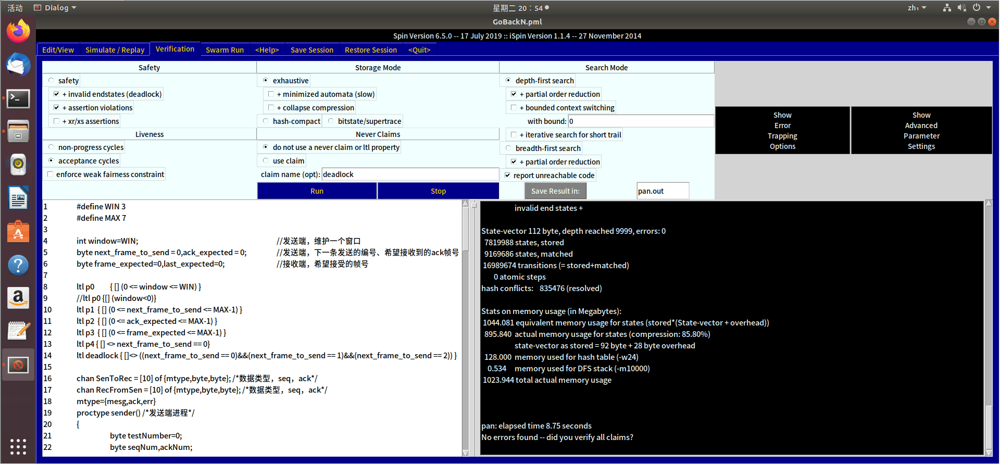 活动 Dialog 星期二 20：54 zh₁
GoBackN.pml
Spin Version 6.5.0 -- 17 July 2019 :: iSpin Version 1.1.4 -- 27 November 2014
Edit/View Simulate / Replay Verification Swarm Run <Help> Save Session Restore Session <Quit>
Safety
safety
+ invalid endstates (deadlock)
+ assertion violations
+ xr/xs assertions
Liveness
non-progress cycles
acceptance cycles
enforce weak fairness constraint
Storage Mode
exhaustive
+ minimized automata (slow)
+ collapse compression
hash-compact bitstate/supertrace
Never Claims
do not use a never claim or ltl property
use claim
claim name (opt): deadlock
Run Stop
Search Mode
depth-first search
+ partial order reduction
+ bounded context switching
with bound: 0
+ iterative search for short trail
breadth-first search
+ partial order reduction
report unreachable code
Save Result in: pan.out
Show
Error
Trapping
Options
Show
Advanced
Parameter
Settings
1 #define WIN 3
2 #define MAX 7
3
4 int window=WIN; //发送端，维护一个窗口
5 byte next_frame_to_send = 0,ack_expected = 0; //发送端，下一条发送的编号、希望接收到的ack帧号
6 byte frame_expected=0,last_expected=0; //接收端，希望接受的帧号
7
8 ltl p0 { [] (0 <= window <= WIN) }
9 //ltl p0 {[] (window<0)}
10 ltl p1 { [] (0 <= next_frame_to_send <= MAX-1) }
11 ltl p2 { [] (0 <= ack_expected <= MAX-1) }
12 ltl p3 { [] (0 <= frame_expected <= MAX-1) }
13 ltl p4 { [] <> next_frame_to_send == 0}
14 ltl deadlock { []<> ((next_frame_to_send == 0)&&(next_frame_to_send == 1)&&(next_frame_to_send == 2)) }
15
16 chan SenToRec = [10] of {mtype,byte,byte}; /*数据类型，seq，ack*/
17 chan RecFromSen = [10] of {mtype,byte,byte}; /*数据类型，seq，ack*/
18 mtype={mesg,ack,err}
19 proctype sender() /*发送端进程*/
20 {
21 byte testNumber=0;
22 byte seqNum,ackNum;
invalid end states +
State-vector 112 byte, depth reached 9999, errors: 0
7819988 states, stored
9169686 states, matched
16989674 transitions (= stored+matched)
0 atomic steps
hash conflicts: 835476 (resolved)
Stats on memory usage (in Megabytes):
1044.081 equivalent memory usage for states (stored*(State-vector + overhead))
895.840 actual memory usage for states (compression: 85.80%)
state-vector as stored = 92 byte + 28 byte overhead
128.000 memory used for hash table (-w24)
0.534 memory used for DFS stack (-m10000)
1023.944 total actual memory usage
pan: elapsed time 8.75 seconds
No errors found -- did you verify all claims?